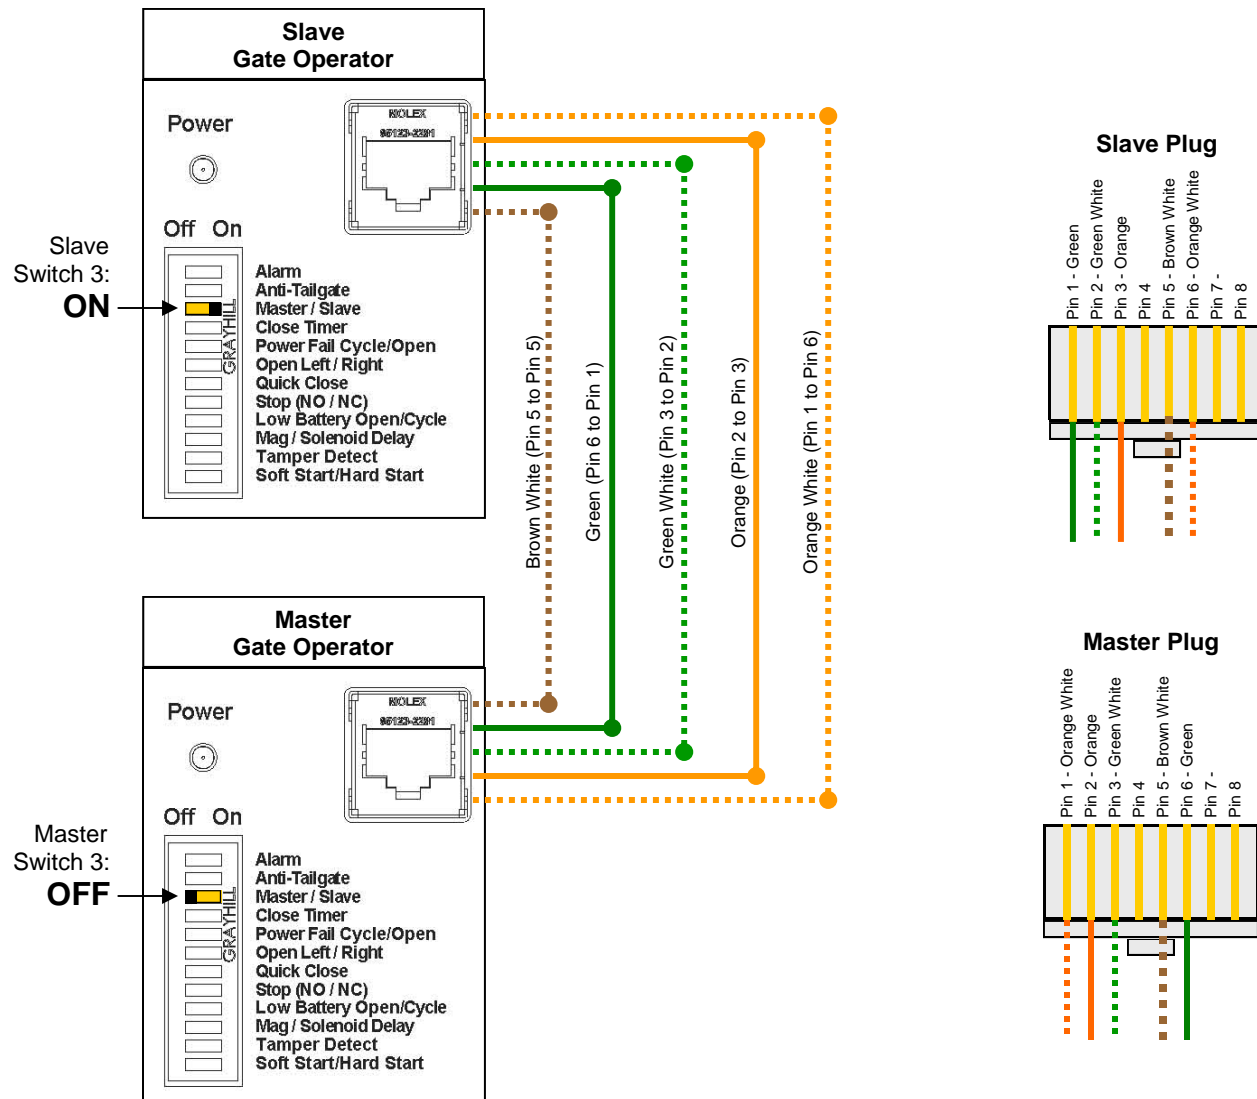 Slave
Gate Operator
Power
MOLEX
95123-2881
Off On
Slave
Switch 3:
ON
GRAYHILL
Alarm
Anti-Tailgate
Master / Slave
Close Timer
Power Fail Cycle/Open
Open Left / Right
Quick Close
Stop (NO / NC)
Low Battery Open/Cycle
Mag / Solenoid Delay
Tamper Detect
Soft Start/Hard Start
Brown White (Pin 5 to Pin 5)
Green (Pin 6 to Pin 1)
Green White (Pin 3 to Pin 2)
Orange (Pin 2 to Pin 3)
Orange White (Pin 1 to Pin 6)
Slave Plug
Pin 1 - Green
Pin 2 - Green White
Pin 3 - Orange
Pin 4
Pin 5 - Brown White
Pin 6 - Orange White
Pin 7 -
Pin 8
Master
Gate Operator
Power
MOLEX
95123-2881
Off On
Master
Switch 3:
OFF
GRAYHILL
Alarm
Anti-Tailgate
Master / Slave
Close Timer
Power Fail Cycle/Open
Open Left / Right
Quick Close
Stop (NO / NC)
Low Battery Open/Cycle
Mag / Solenoid Delay
Tamper Detect
Soft Start/Hard Start
Master Plug
Pin 1 - Orange White
Pin 2 - Orange
Pin 3 - Green White
Pin 4
Pin 5 - Brown White
Pin 6 - Green
Pin 7 -
Pin 8